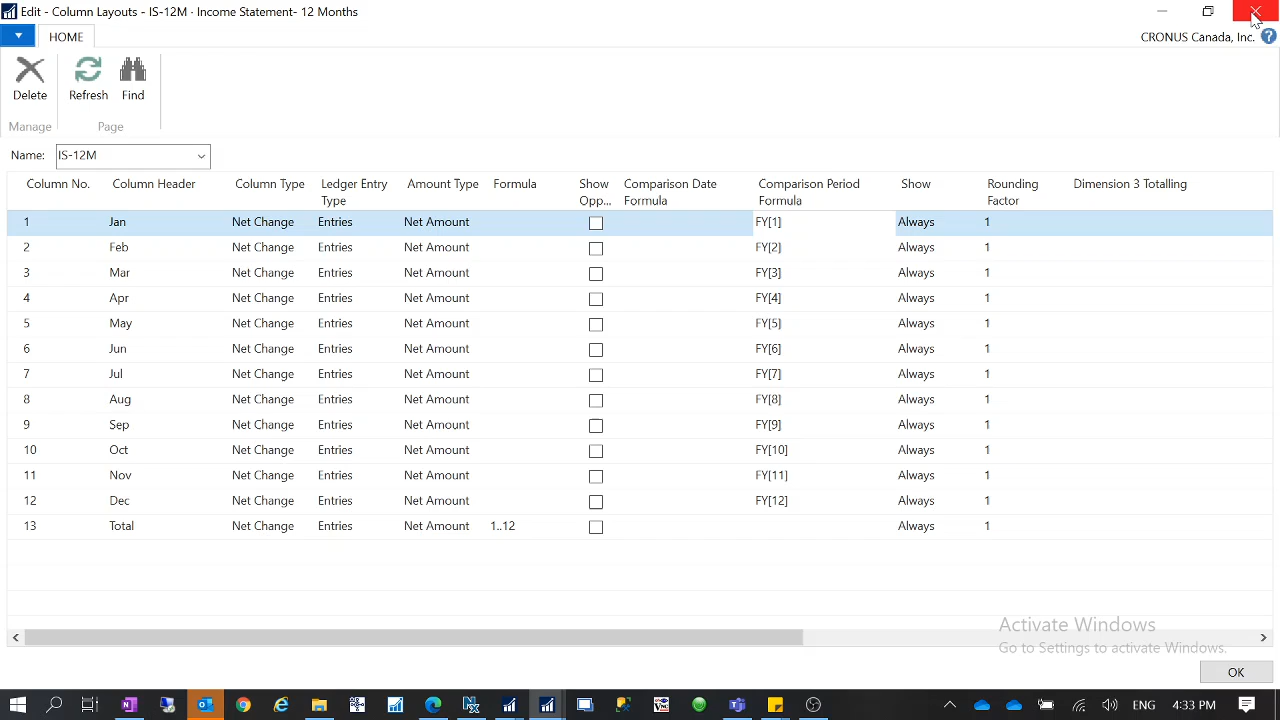 Edit - Column Layouts - IS-12M · Income Statement- 12 Months
HOME
CRONUS Canada, Inc.
Delete Refresh Find
Manage Page
Name: IS-12M
Column No. Column Header Column Type Ledger Entry Type Amount Type Formula Show Opp... Comparison Date Formula Comparison Period Formula Show Rounding Factor Dimension 3 Totalling
1 Jan Net Change Entries Net Amount FY[1] Always 1
2 Feb Net Change Entries Net Amount FY[2] Always 1
3 Mar Net Change Entries Net Amount FY[3] Always 1
4 Apr Net Change Entries Net Amount FY[4] Always 1
5 May Net Change Entries Net Amount FY[5] Always 1
6 Jun Net Change Entries Net Amount FY[6] Always 1
7 Jul Net Change Entries Net Amount FY[7] Always 1
8 Aug Net Change Entries Net Amount FY[8] Always 1
9 Sep Net Change Entries Net Amount FY[9] Always 1
10 Oct Net Change Entries Net Amount FY[10] Always 1
11 Nov Net Change Entries Net Amount FY[11] Always 1
12 Dec Net Change Entries Net Amount FY[12] Always 1
13 Total Net Change Entries Net Amount 1..12 Always 1
Activate Windows
Go to Settings to activate Windows.
OK
ENG 4:33 PM